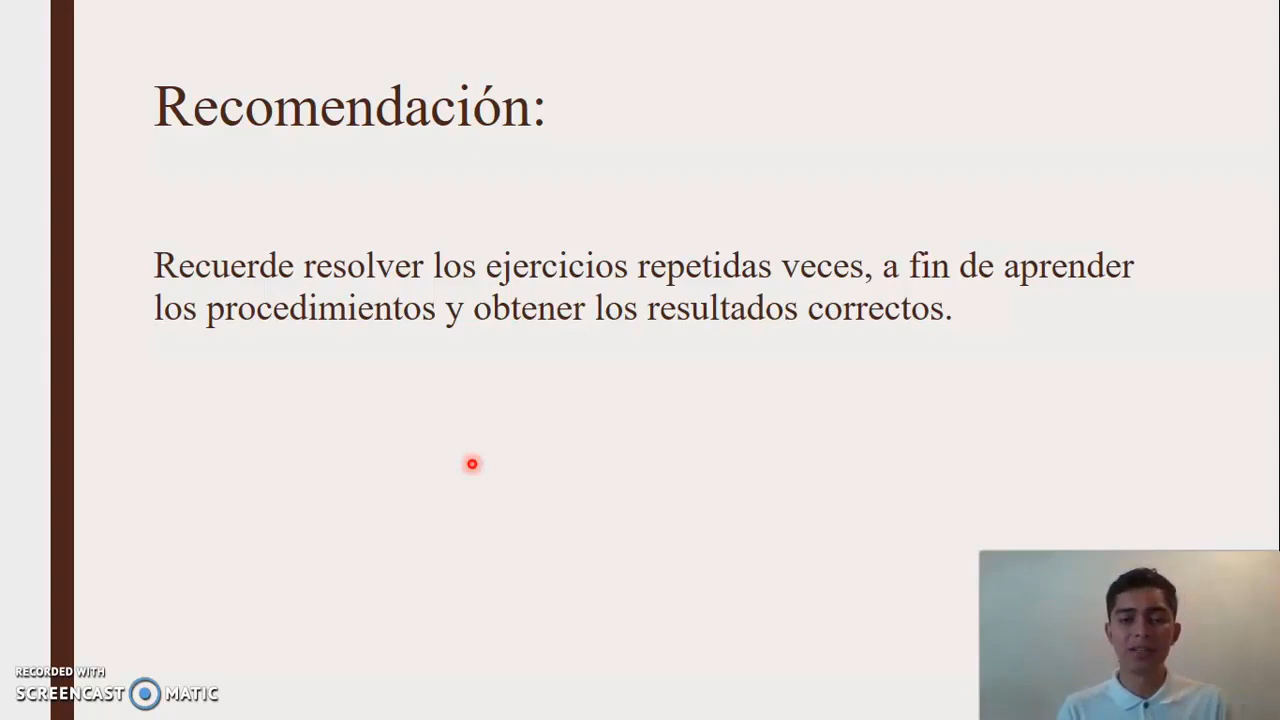 Recomendación:
Recuerde resolver los ejercicios repetidas veces, a fin de aprender
los procedimientos y obtener los resultados correctos.
RECORDED WITH
SCREENCAST MATIC